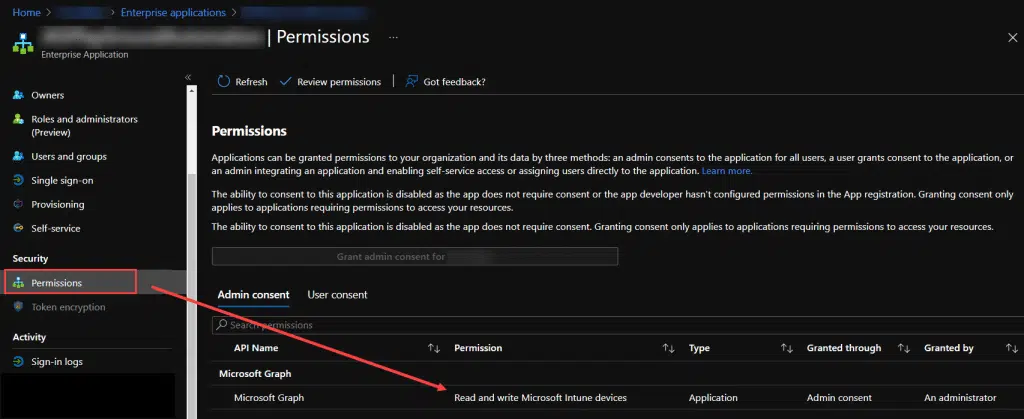 Home > Enterprise applications >
| Permissions ...
Enterprise Application
«
Refresh Review permissions | Got feedback?
Owners
Roles and administrators
(Preview)
Users and groups
Single sign-on
Provisioning
Self-service
Security
Permissions
Token encryption
Activity
Sign-in logs
Permissions
Applications can be granted permissions to your organization and its data by three methods: an admin consents to the application for all users, a user grants consent to the application, or
an admin integrating an application and enabling self-service access or assigning users directly to the application. Learn more.
The ability to consent to this application is disabled as the app does not require consent or the app developer hasn't configured permissions in the App registration. Granting consent only
applies to applications requiring permissions to access your resources.
The ability to consent to this application is disabled as the app does not require consent. Granting consent only applies to applications requiring permissions to access your resources.
Grant admin consent for
Admin consent User consent
Search permissions
API Name Permission Type Granted through Granted by
Microsoft Graph
Microsoft Graph Read and write Microsoft Intune devices Application Admin consent An administrator